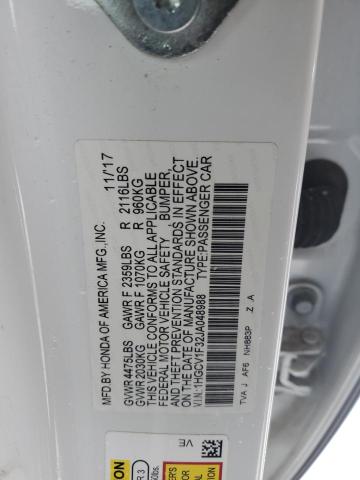 MFD BY HONDA OF AMERICA MFG.,INC. 11/17
GVWR 4475LBS GAWR F 2359LBS R 2116LBS
GVWR 2030KG GAWR F 1070KG R 960KG
THIS VEHICLE CONFORMS TO ALL APPLICABLE
FEDERAL MOTOR VEHICLE SAFETY, BUMPER,
AND THEFT PREVENTION STANDARDS IN EFFECT
ON THE DATE OF MANUFACTURE SHOWN ABOVE.
V.I.N.:1HGCV1F32JA048988 TYPE:PASSENGER CAR
TVA J AF6 NH883P Z .A
VE
R 3